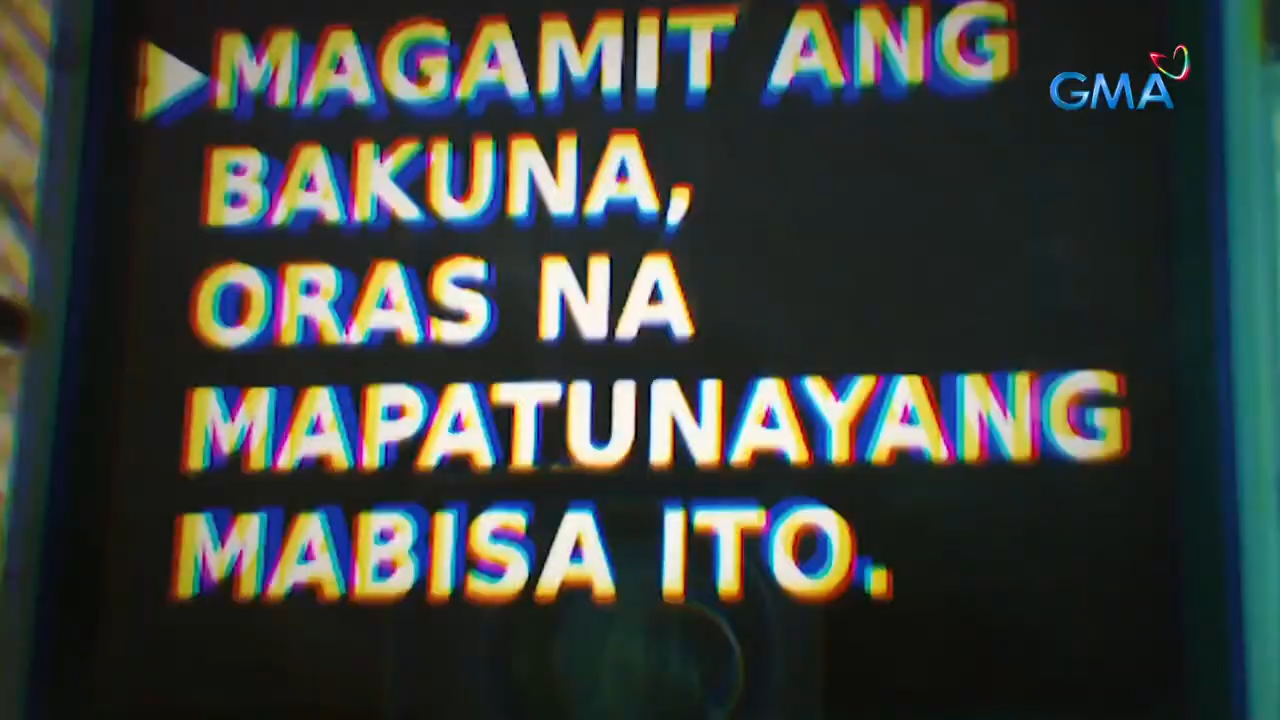 MAGAMIT ANG
GMA
BAKUNA,
ORAS NA
MAPATUNAYANG
MABISA ITO.